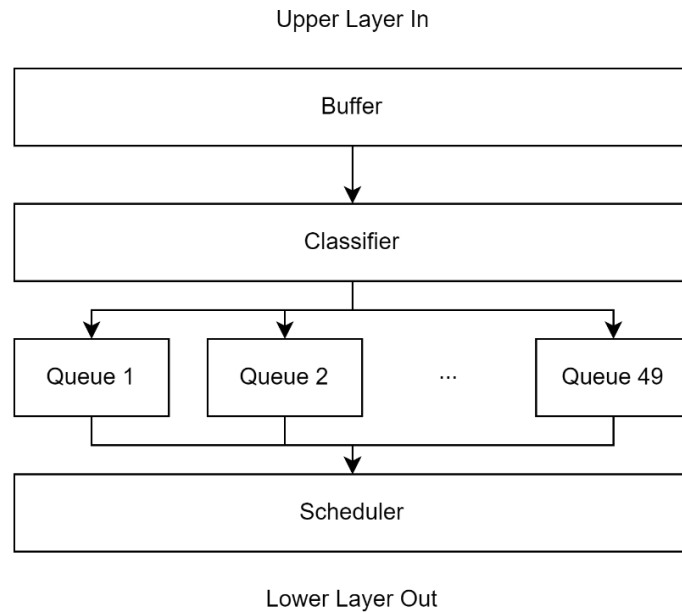 Upper Layer In
Buffer
Classifier
Queue 1 Queue 2 ... Queue 49
Scheduler
Lower Layer Out